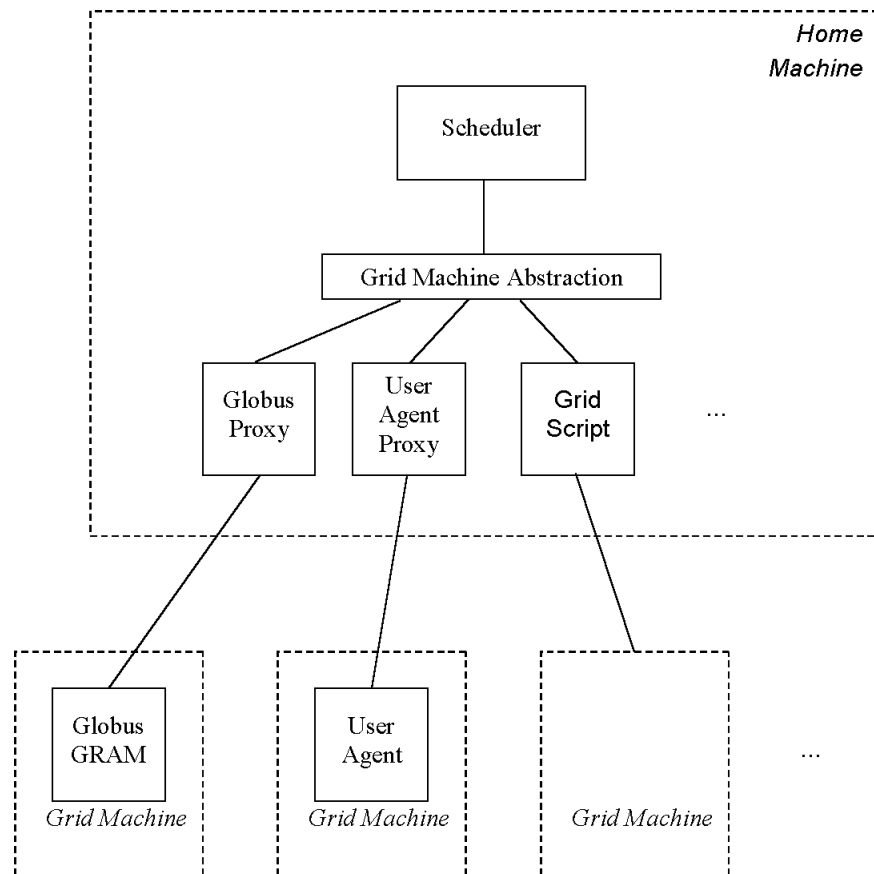 Home
Machine
Scheduler
Grid Machine Abstraction
Globus
Proxy
User
Agent
Proxy
Grid
Script
...
Globus
GRAM
Grid Machine
User
Agent
Grid Machine
Grid Machine
...